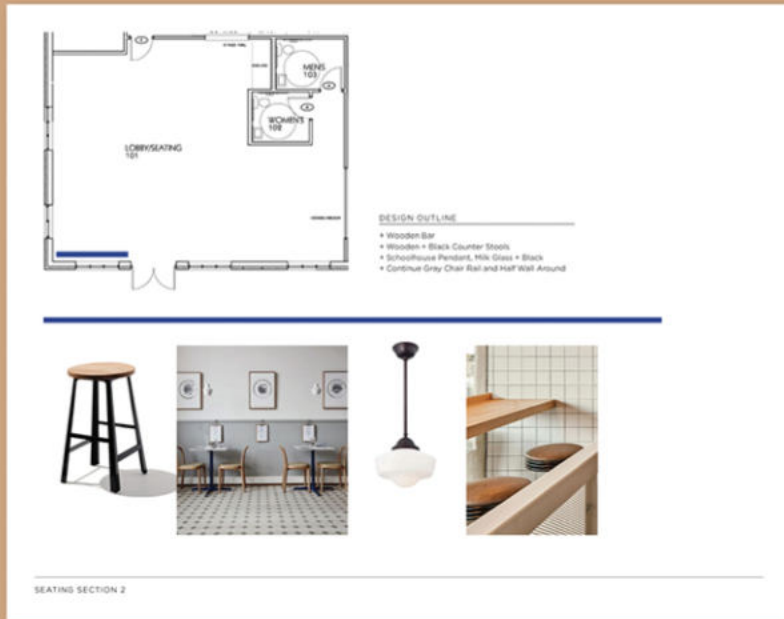 MEN'S
103
WOMEN'S
102
LOBBY/SEATING
101
DESIGN OUTLINE
+ Wooden Bar
+ Wooden + Black Counter Stools
+ Schoolhouse Pendant, Milk Glass + Black
+ Continue Gray Chair Rail and Half Wall Around
SEATING SECTION 2